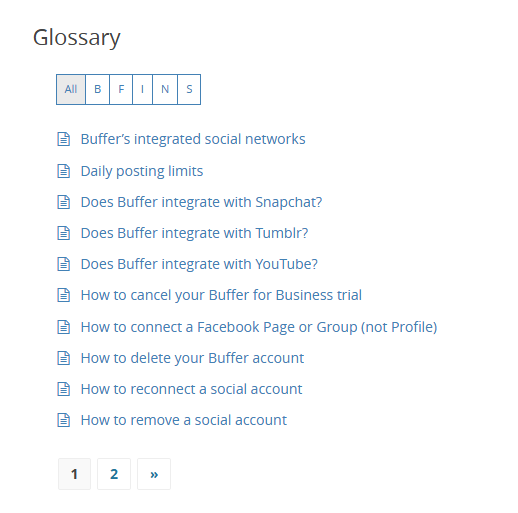 Glossary
All B F I N S
Buffer’s integrated social networks
Daily posting limits
Does Buffer integrate with Snapchat?
Does Buffer integrate with Tumblr?
Does Buffer integrate with YouTube?
How to cancel your Buffer for Business trial
How to connect a Facebook Page or Group (not Profile)
How to delete your Buffer account
How to reconnect a social account
How to remove a social account
1 2 »